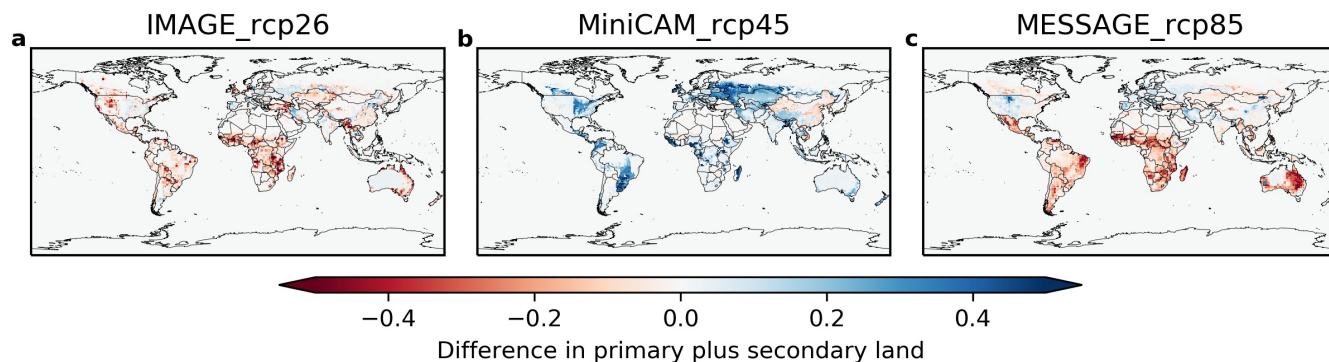 IMAGE_rcp26
MiniCAM_rcp45
MESSAGE_rcp85
a
b
c
−0.4
−0.2
0.0
0.2
0.4
Difference in primary plus secondary land